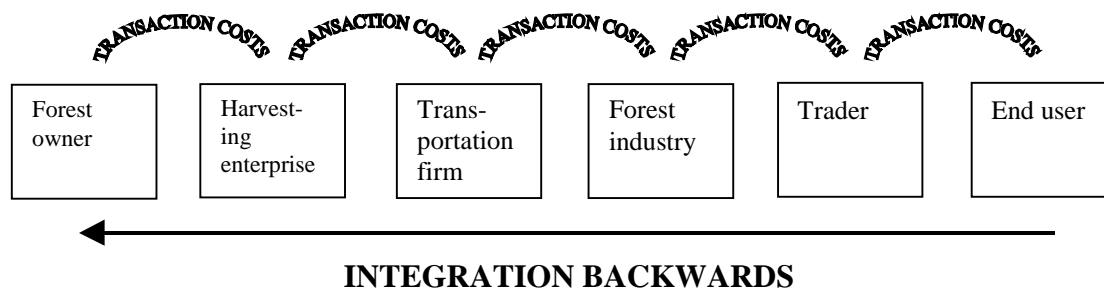 TRANSACTION COSTS
TRANSACTION COSTS
TRANSACTION COSTS
TRANSACTION COSTS
TRANSACTION COSTS
Forest
owner
Harvest-
ing
enterprise
Trans-
portation
firm
Forest
industry
Trader
End user
INTEGRATION BACKWARDS